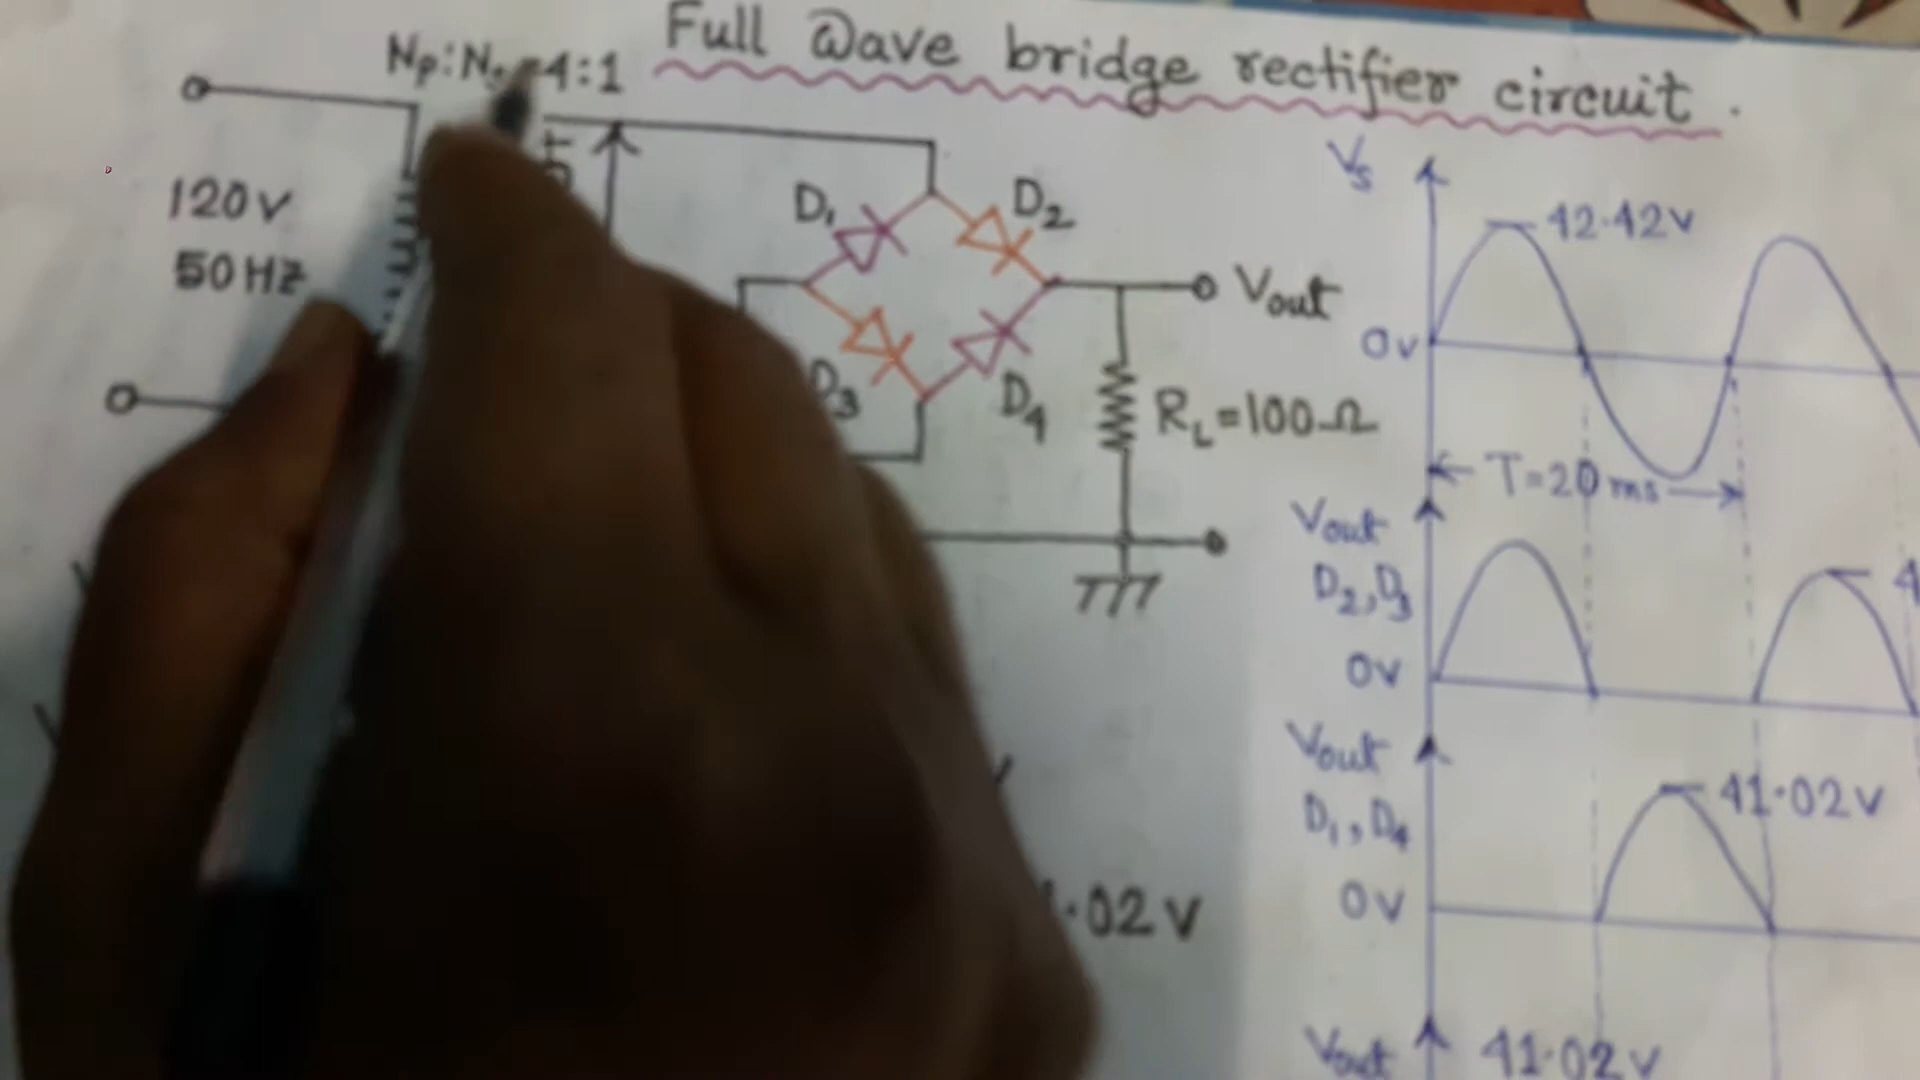 Full Wave bridge rectifier circuit.
Np:N 4:1
120V
50Hz
D1
D2
D3
D4
Vout
RL=100Ω
Vs
42.42V
0V
T=20ms
Vout
D2,D3
0V
4
Vout
D1,D4
41.02V
0V
.02V
Vout
41.02V